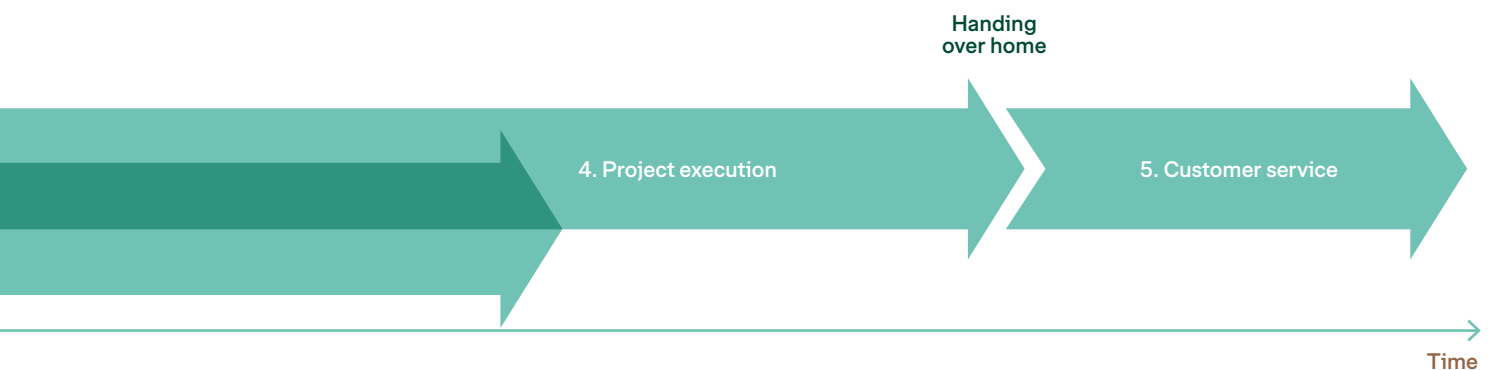 Handing
over home
4. Project execution
5. Customer service
Time